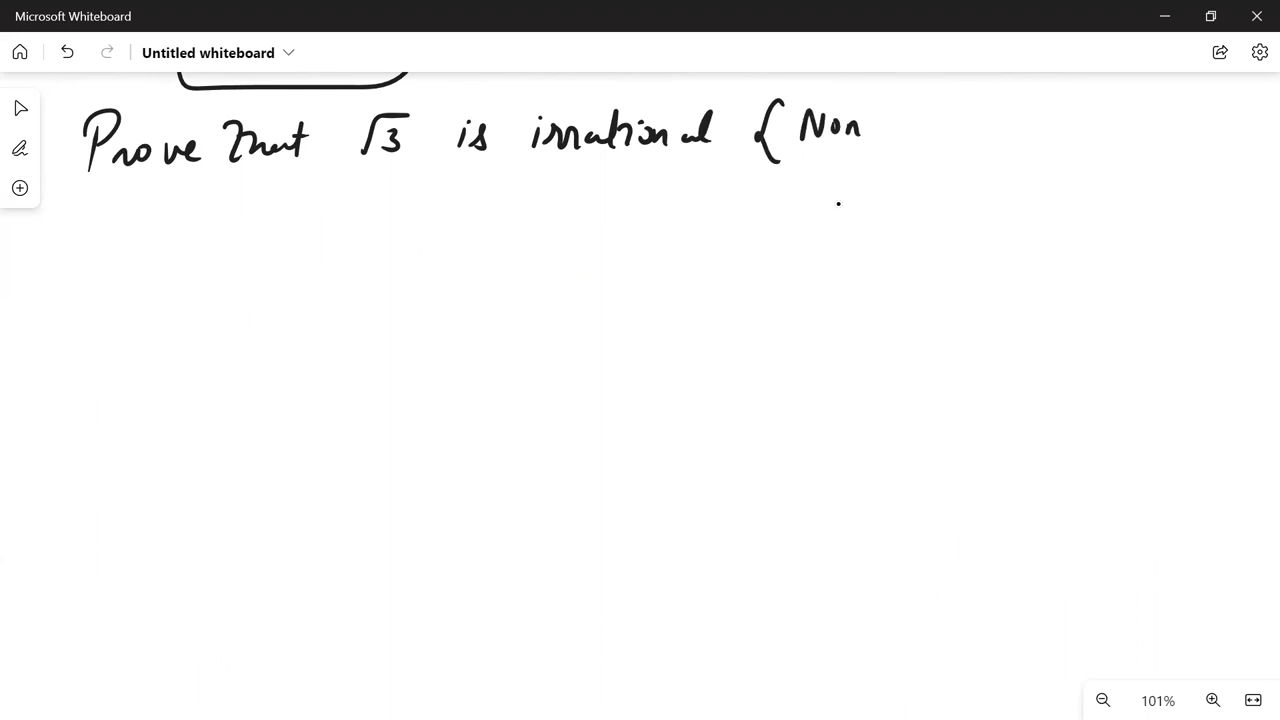 Microsoft Whiteboard
Untitled whiteboard
Prove that √3 is irrational { Non
101%